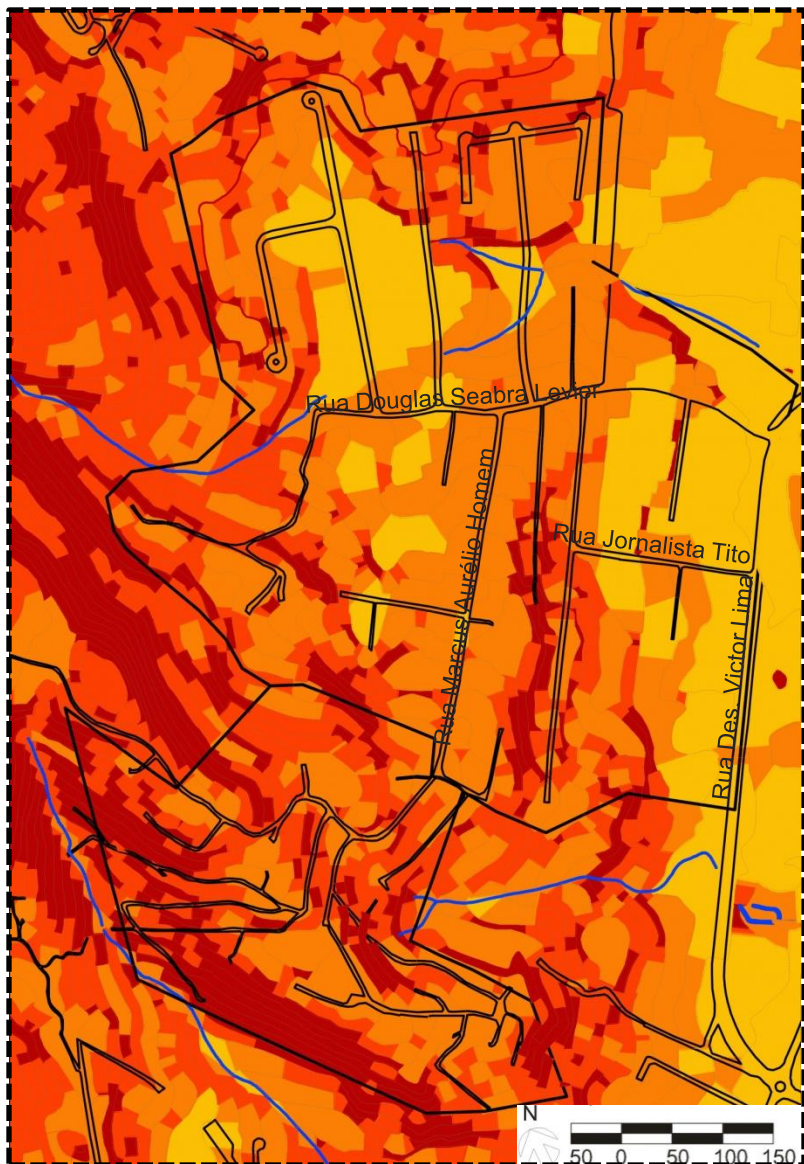 Rua Douglas Seabra Levier
Rua Marcus Aurélio Homem
Rua Jornalista Tito
Rua Des. Victor Lima
N
50 0 50 100 150